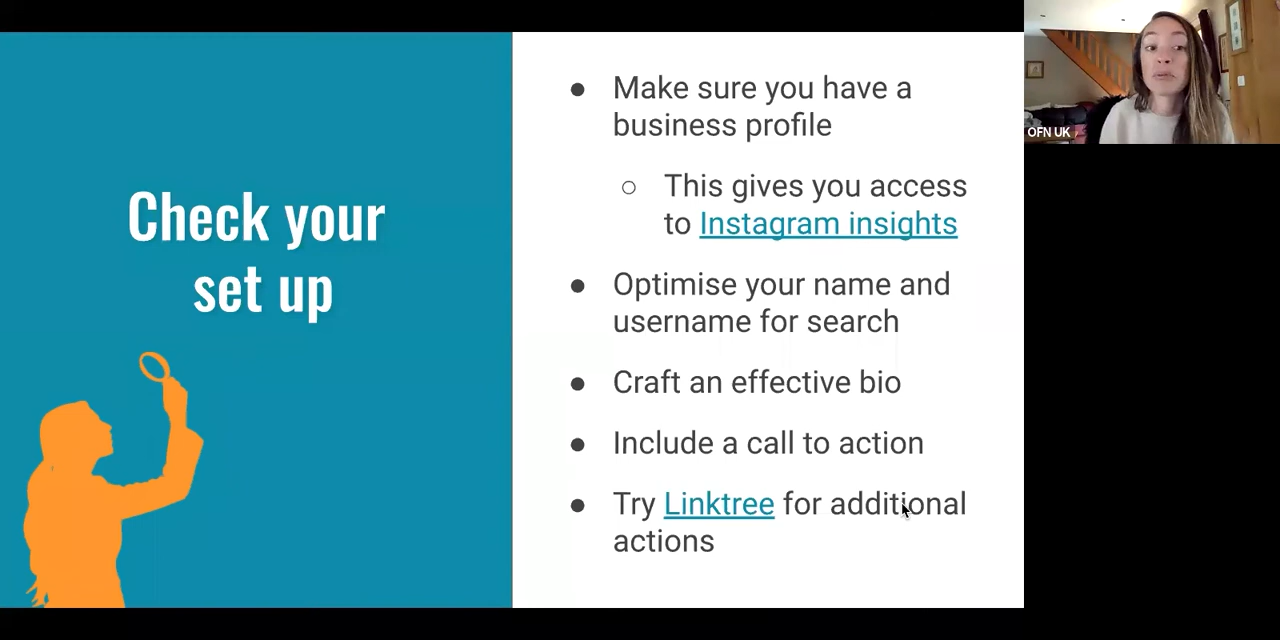 Check your
set up
● Make sure you have a
business profile
○ This gives you access
to Instagram insights
● Optimise your name and
username for search
● Craft an effective bio
● Include a call to action
● Try Linktree for additional
actions
OFN UK